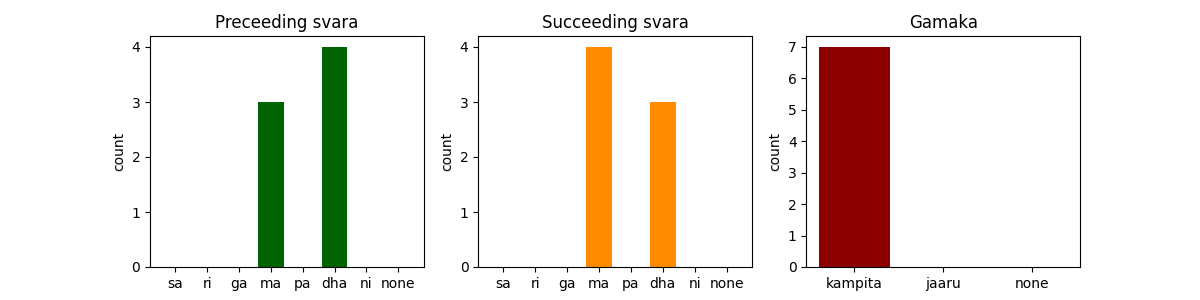 Preceeding svara
count
4
3
2
1
0
sa ri ga ma pa dha ni none
Succeeding svara
count
4
3
2
1
0
sa ri ga ma pa dha ni none
Gamaka
count
7
6
5
4
3
2
1
0
kampita jaaru none